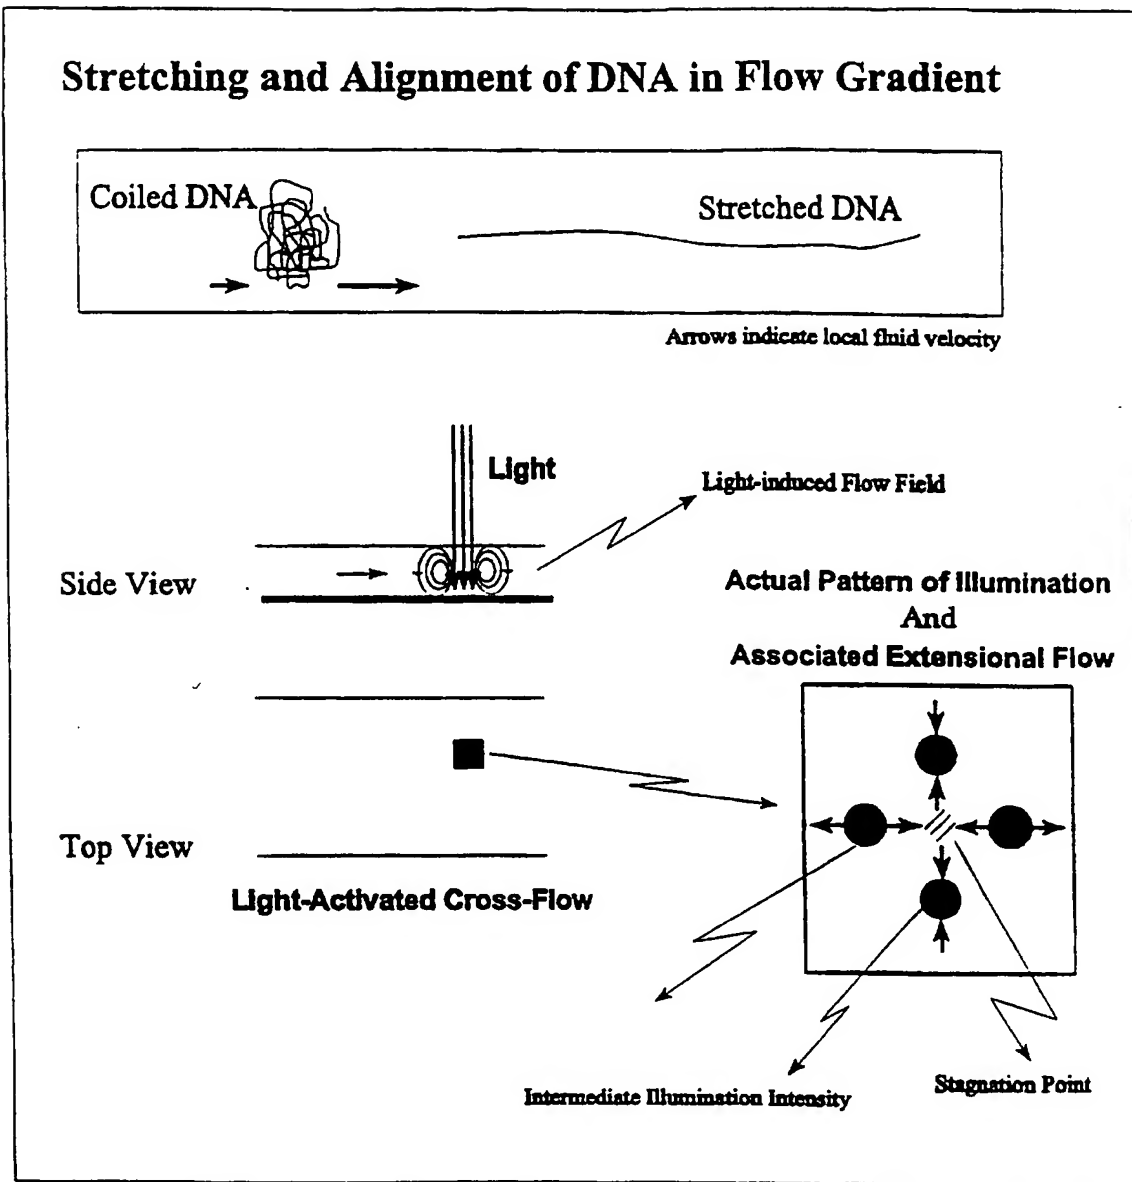 Stretching and Alignment of DNA in Flow Gradient
Coiled DNA
Stretched DNA
Arrows indicate local fluid velocity
Light
Light-induced Flow Field
Side View
Actual Pattern of Illumination
And
Associated Extensional Flow
Top View
Light-Activated Cross-Flow
Intermediate Illumination Intensity
Stagnation Point